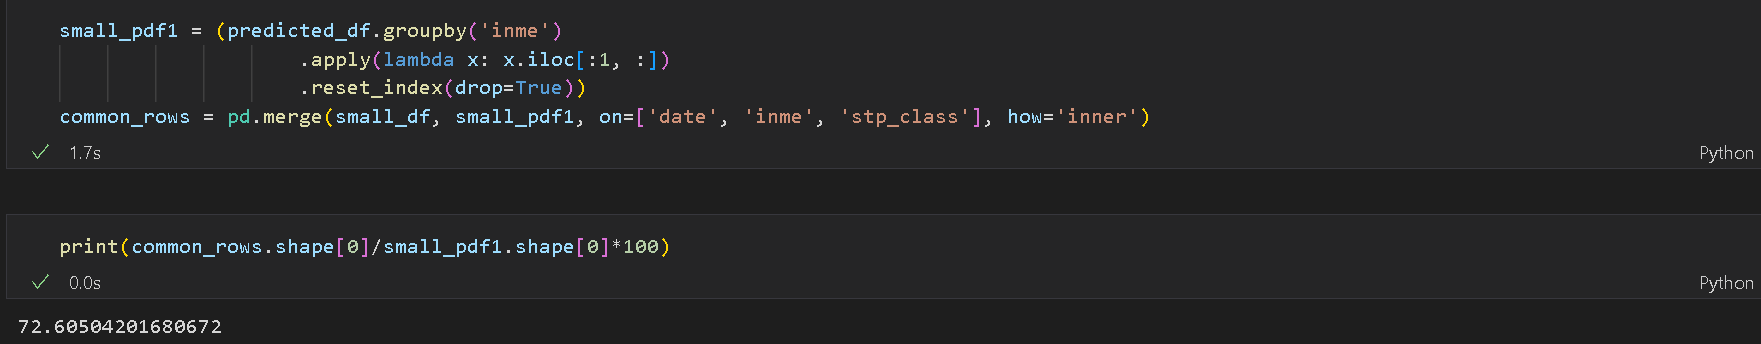 small_pdf1 = (predicted_df.groupby('inme')
.apply(lambda x: x.iloc[:1, :])
.reset_index(drop=True))
common_rows = pd.merge(small_df, small_pdf1, on=['date', 'inme', 'stp_class'], how='inner')
✓ 1.7s Python
print(common_rows.shape[0]/small_pdf1.shape[0]*100)
✓ 0.0s Python
72.60504201680672